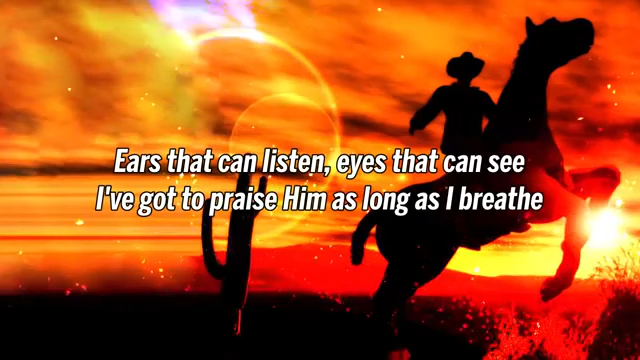 Ears that can listen, eyes that can see
I've got to praise Him as long as I breathe